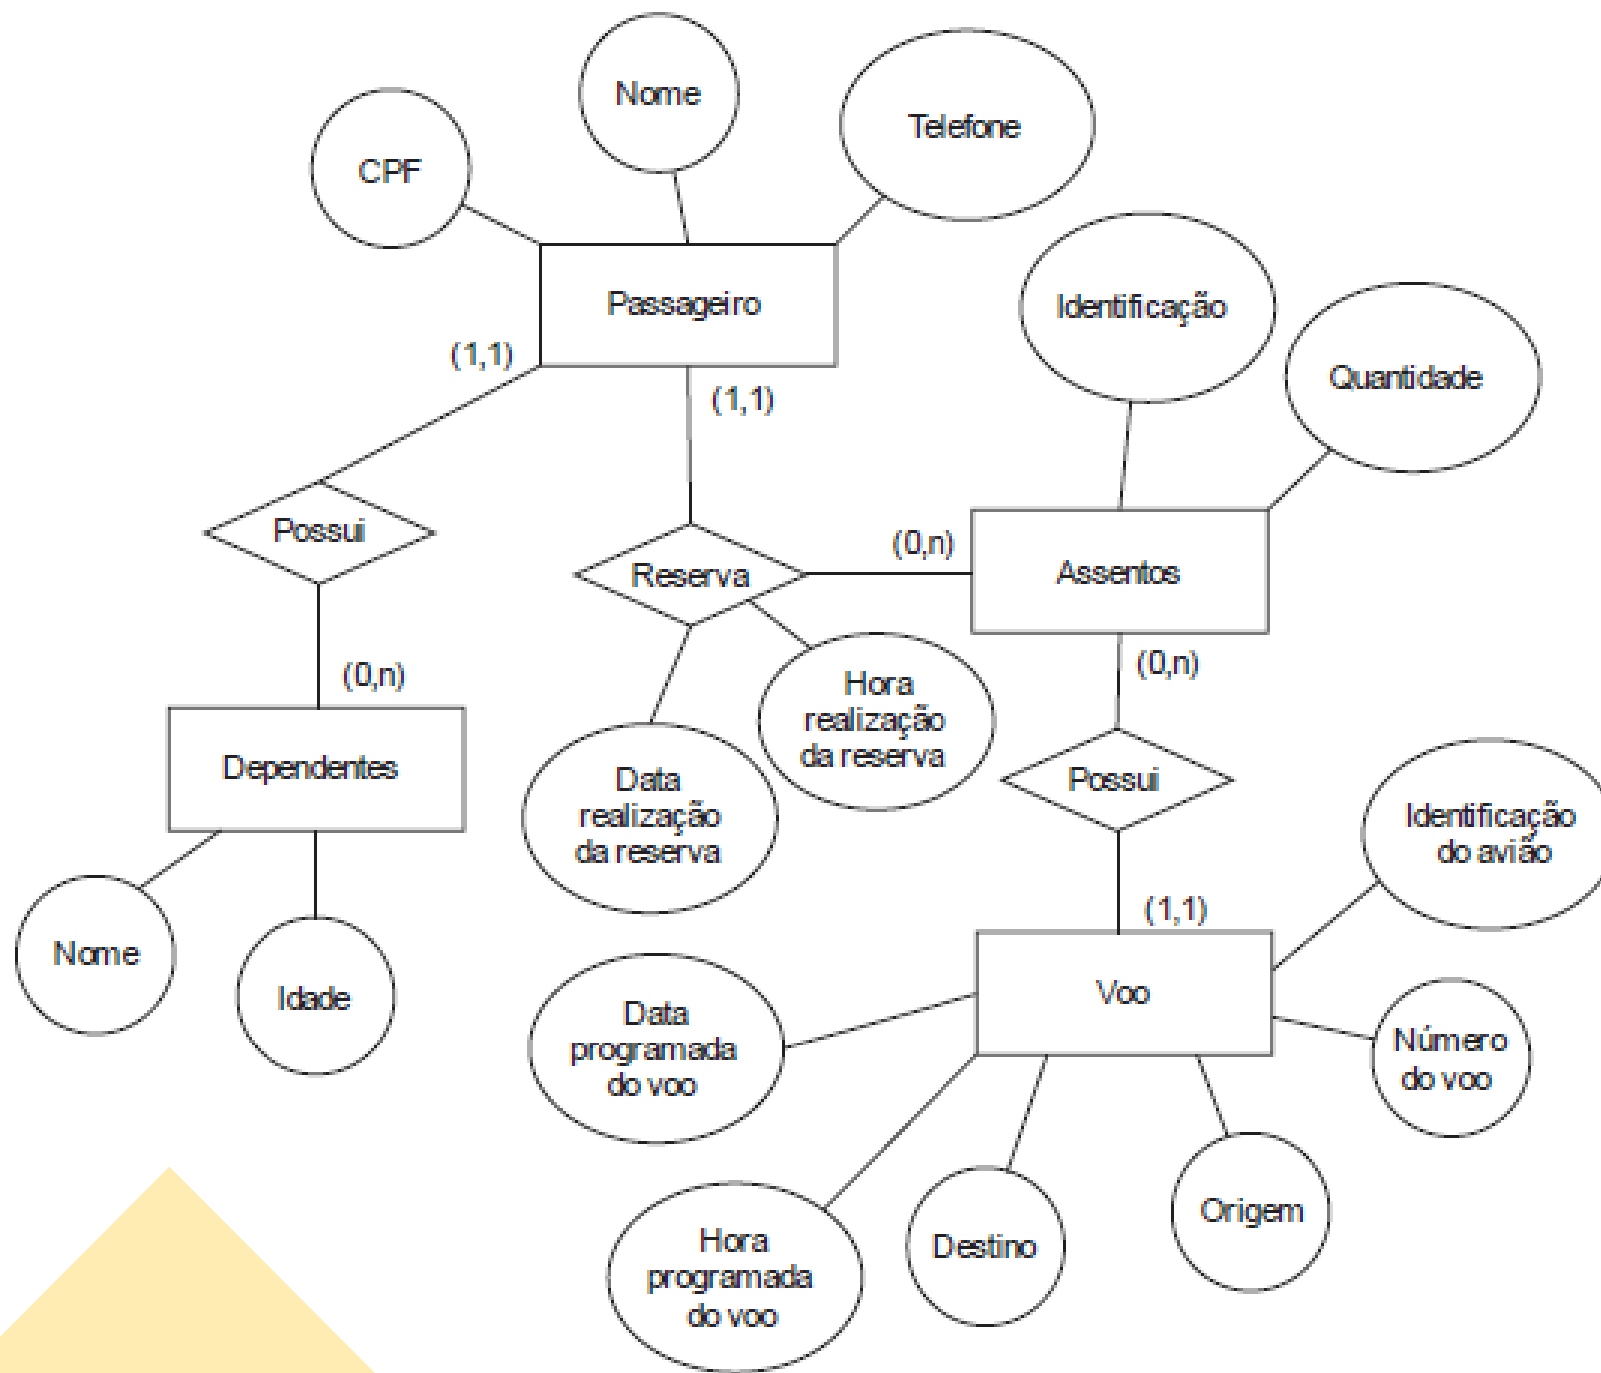 Nome
Telefone
CPF
Passageiro
Identificação
Quantidade
(1,1)
(1,1)
Possui
Reserva
(0,n)
Assentos
(0,n)
(0,n)
Hora
realização
da reserva
Dependentes
Data
realização
da reserva
Possui
Identificação
do avião
(1,1)
Nome
Idade
Voo
Data
programada
do voo
Número
do voo
Hora
programada
do voo
Destino
Origem